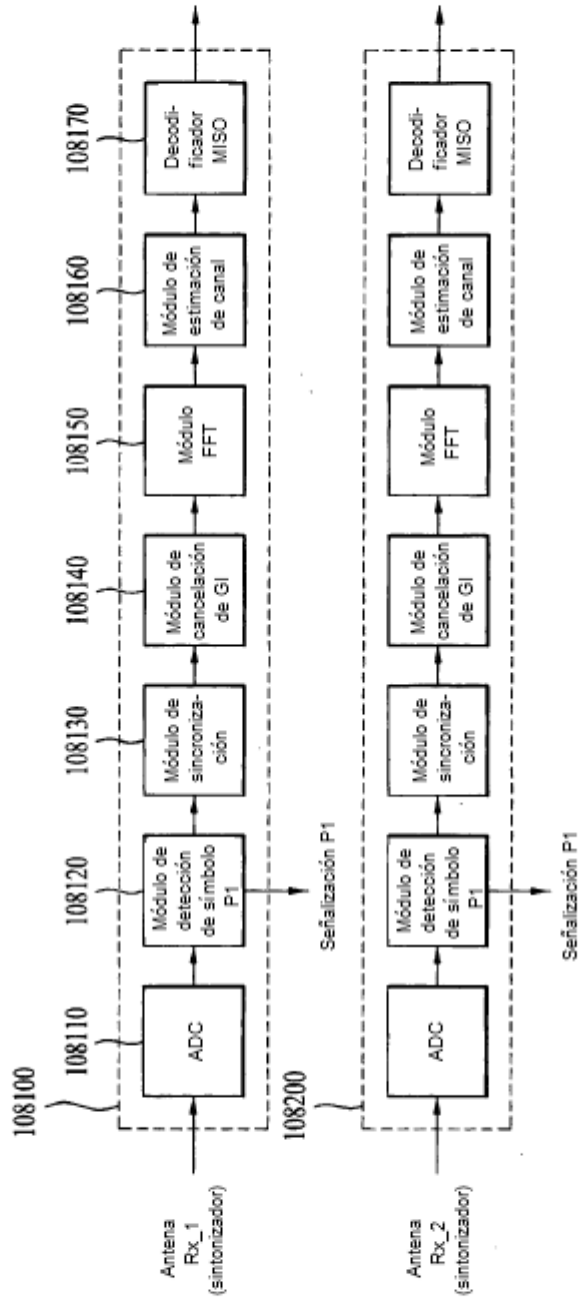 108100
108110
108120
108130
108140
108150
108160
108170
Antena
Rx_1
(sintonizador)
ADC
Módulo de
detección
de símbolo
P1
Módulo de
sincroniza-
ción
Módulo de
cancelación
de GI
Módulo
FFT
Módulo de
estimación
de canal
Decodi-
ficador
MISO
Señalización P1
108200
Antena
Rx_2
(sintonizador)
ADC
Módulo de
detección
de símbolo
P1
Módulo de
sincroniza-
ción
Módulo de
cancelación
de GI
Módulo
FFT
Módulo de
estimación
de canal
Decodi-
ficador
MISO
Señalización P1